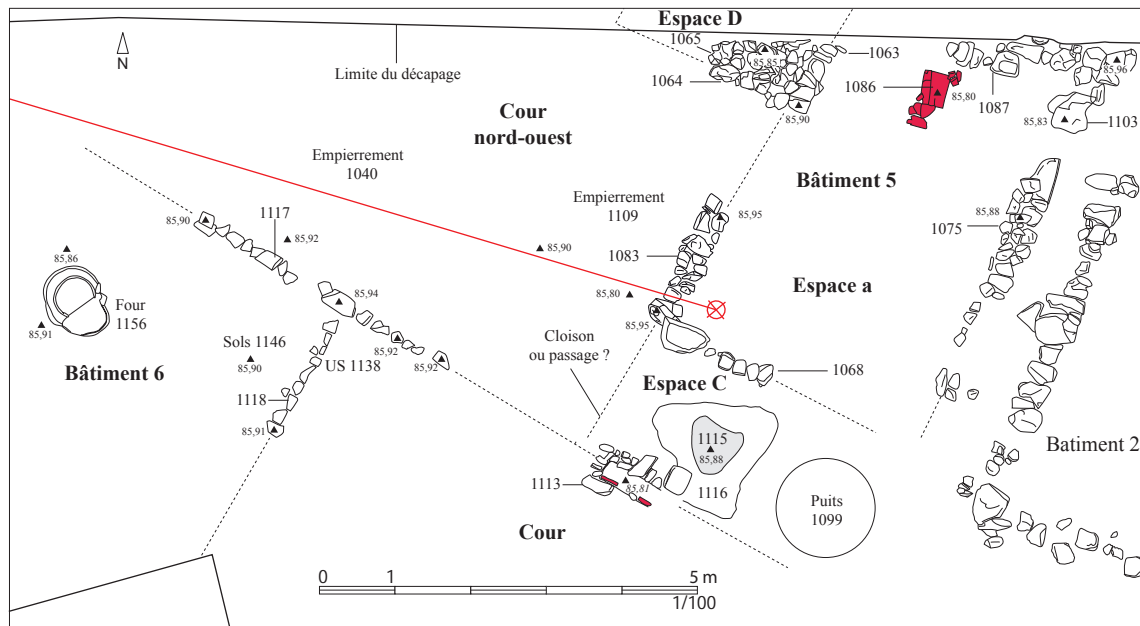 Espace D
1065
85,85
1063
1064
85,90
N
Limite du décapage
Cour
nord-ouest
1086
85,80
1087
85,96
85,83
1103
Empierrement
1040
Bâtiment 5
Empierrement
1109
85,95
1083
85,88
1075
1117
85,90
85,92
85,90
85,86
85,94
85,80
Espace a
Four
1156
85,91
85,95
Sols 1146
85,90
US 1138
85,92
85,92
Cloison
ou passage ?
1068
Bâtiment 6
Espace C
1118
85,91
1115
85,88
1116
Bâtiment 2
1113
85,81
Puits
1099
Cour
0 1 5 m
1/100